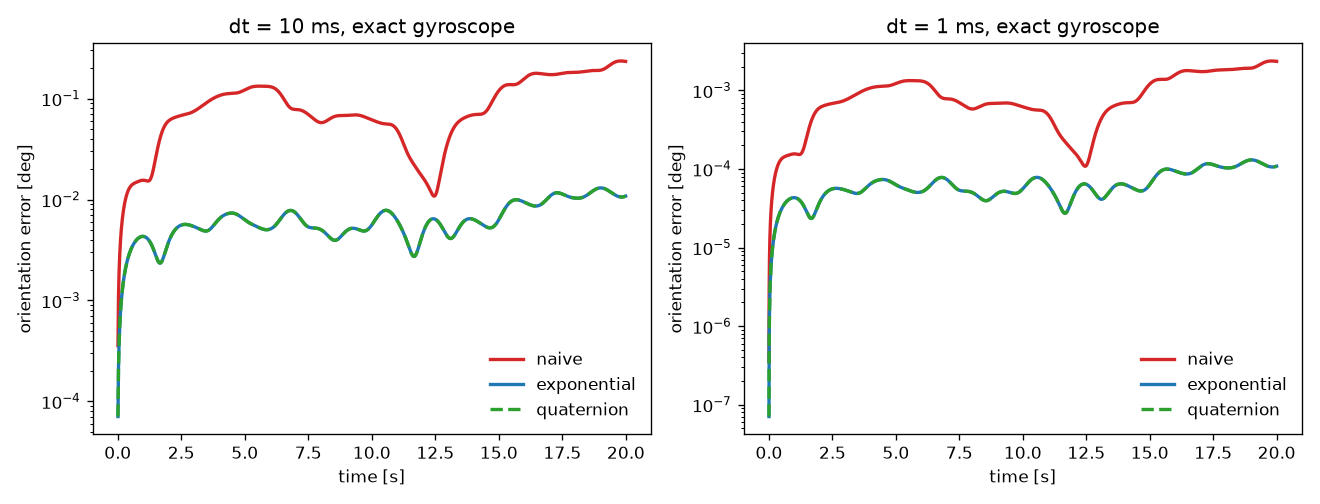 dt = 10 ms, exact gyroscope
orientation error [deg]
10⁻¹
10⁻²
10⁻³
10⁻⁴
naive
exponential
quaternion
0.0 2.5 5.0 7.5 10.0 12.5 15.0 17.5 20.0
time [s]
dt = 1 ms, exact gyroscope
orientation error [deg]
10⁻³
10⁻⁴
10⁻⁵
10⁻⁶
10⁻⁷
naive
exponential
quaternion
0.0 2.5 5.0 7.5 10.0 12.5 15.0 17.5 20.0
time [s]